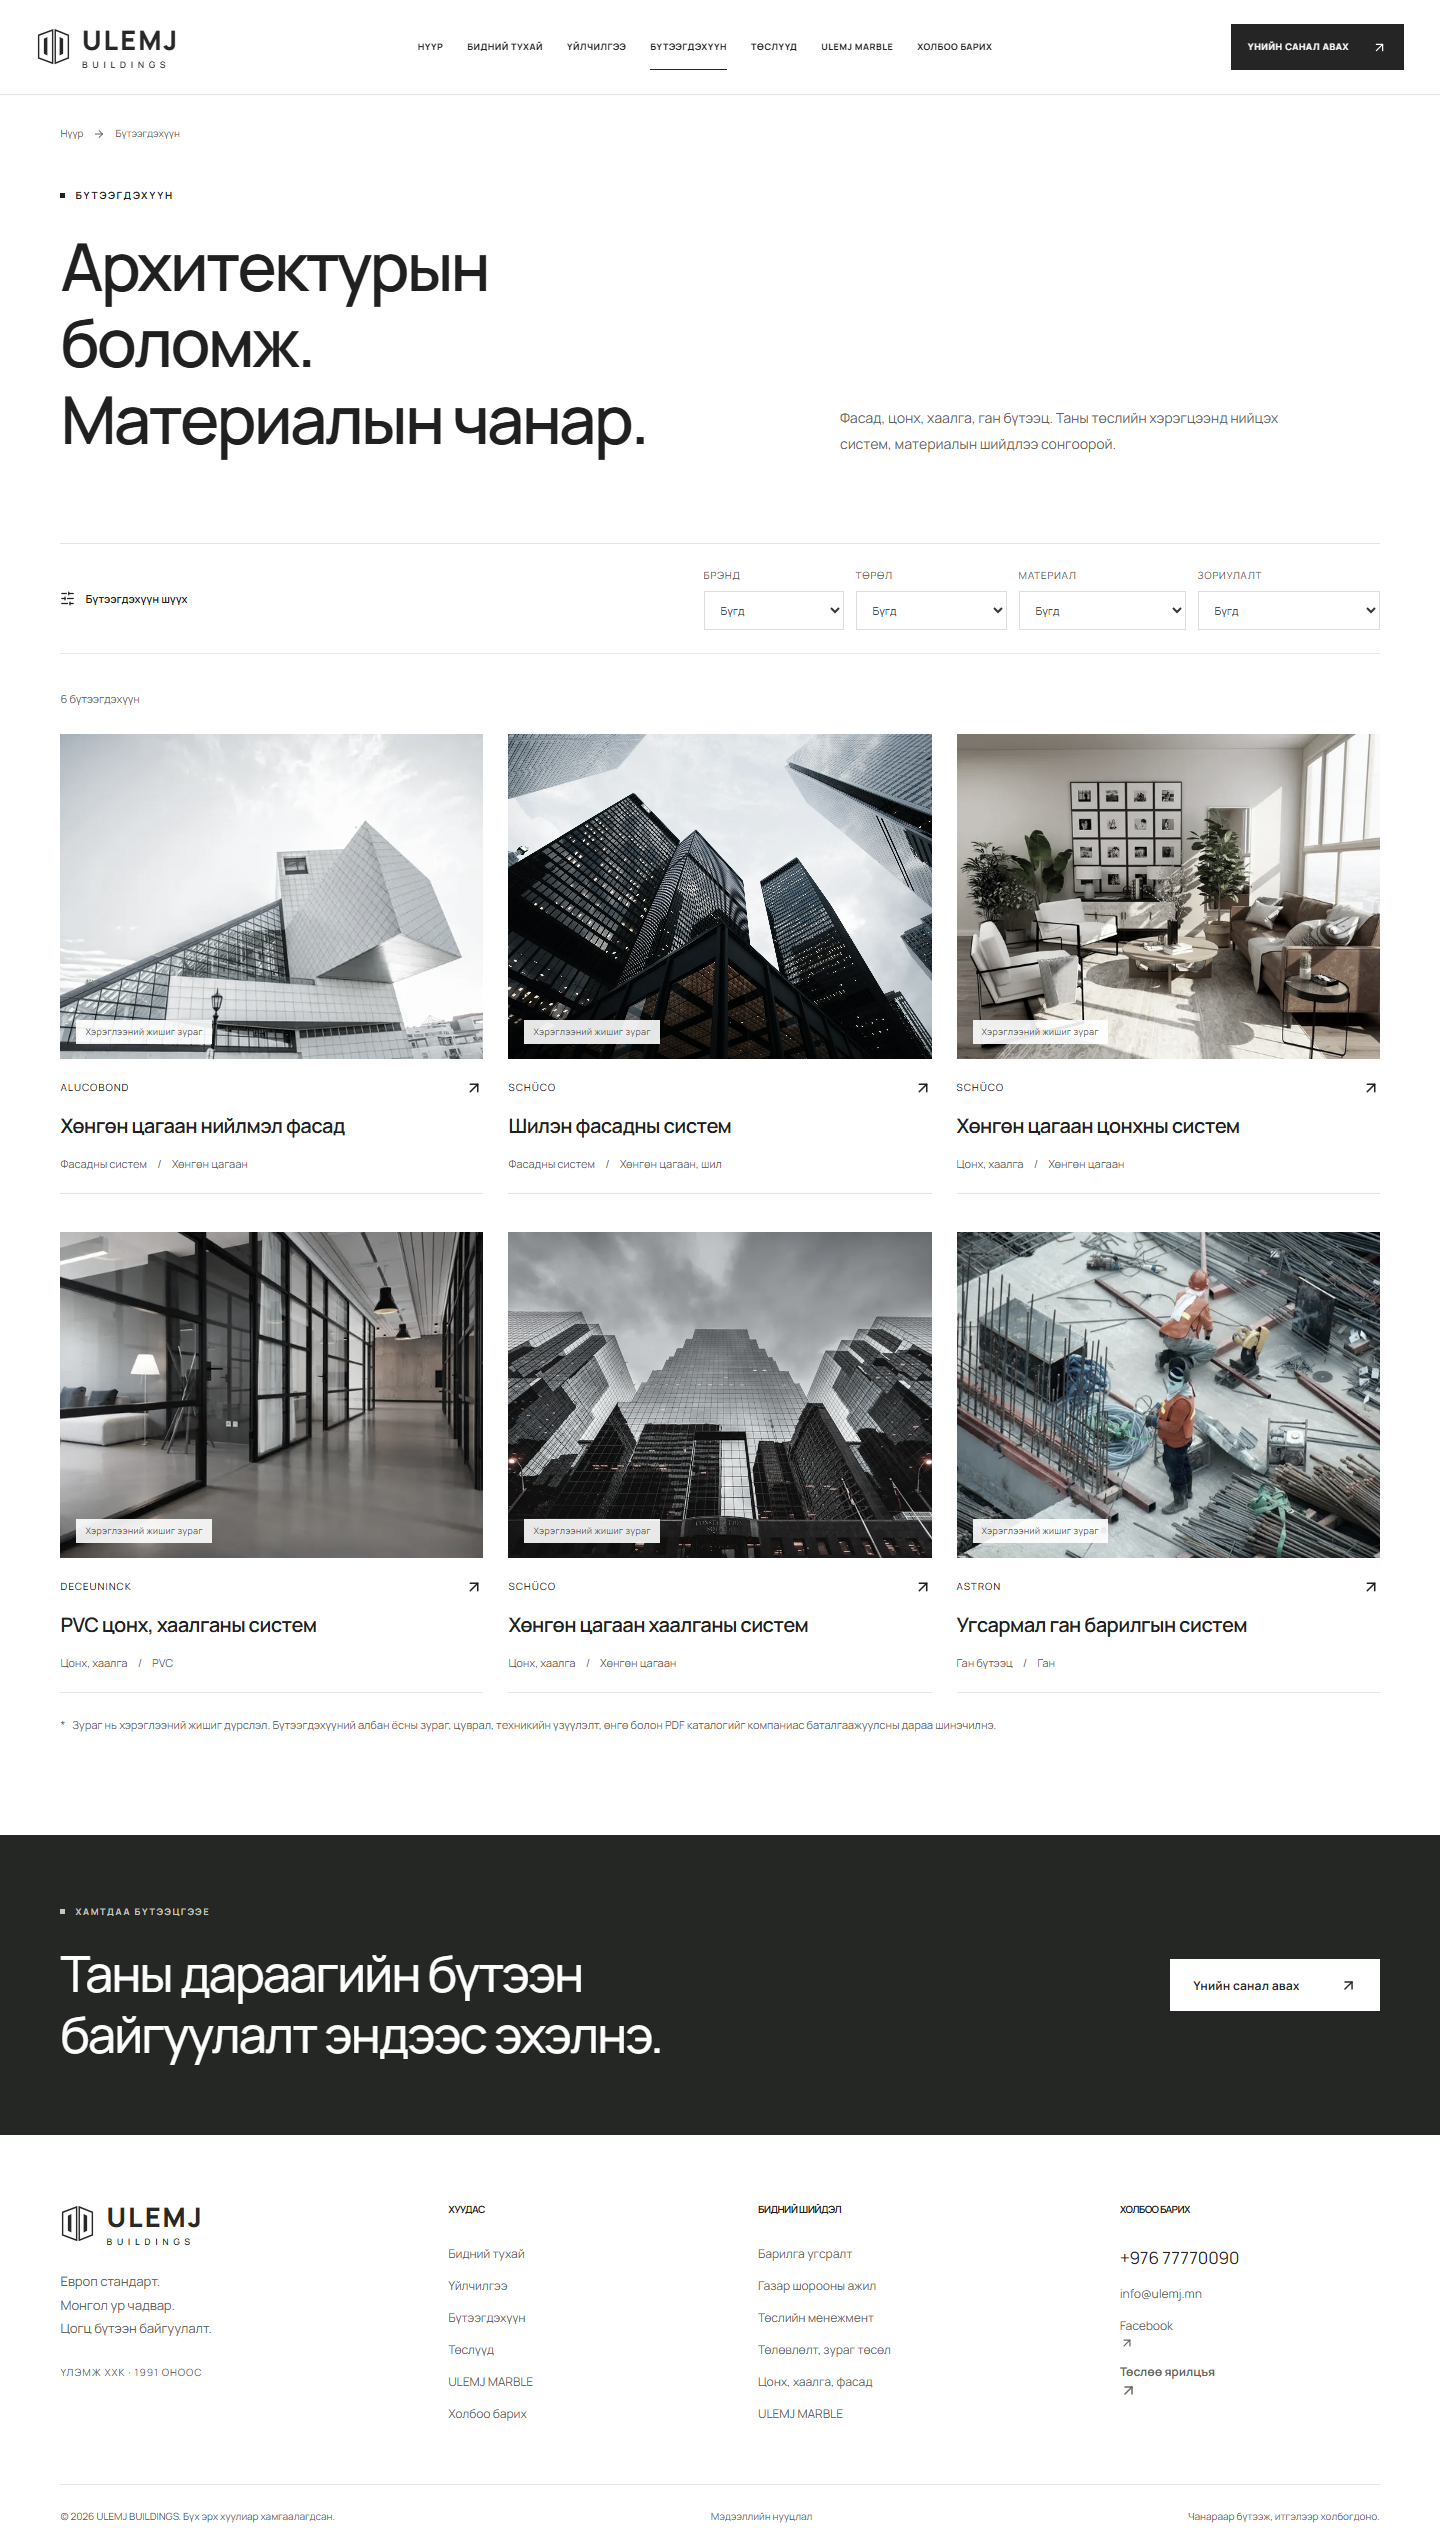 ULEMJ
BUILDINGS
НҮҮР
БИДНИЙ ТУХАЙ
ҮЙЛЧИЛГЭЭ
БҮТЭЭГДЭХҮҮН
ТӨСЛҮҮД
ULEMJ MARBLE
ХОЛБОО БАРИХ
ҮНИЙН САНАЛ АВАХ
Нүүр → Бүтээгдэхүүн
БҮТЭЭГДЭХҮҮН
Архитектурын
боломж.
Материалын чанар.
Фасад, цонх, хаалга, ган бүтээц. Таны төслийн хэрэгцээнд нийцэх
систем, материалын шийдлээ сонгоорой.
Бүтээгдэхүүн шүүх
БРЭНД
ТӨРӨЛ
МАТЕРИАЛ
ЗОРИУЛАЛТ
Бүгд
Бүгд
Бүгд
Бүгд
6 бүтээгдэхүүн
Хэрэглээний жишиг зураг
Хэрэглээний жишиг зураг
Хэрэглээний жишиг зураг
ALUCOBOND
Хөнгөн цагаан нийлмэл фасад
Фасадны систем / Хөнгөн цагаан
SCHÜCO
Шилэн фасадны систем
Фасадны систем / Хөнгөн цагаан, шил
SCHÜCO
Хөнгөн цагаан цонхны систем
Цонх, хаалга / Хөнгөн цагаан
Хэрэглээний жишиг зураг
Хэрэглээний жишиг зураг
Хэрэглээний жишиг зураг
DECEUNINCK
PVC цонх, хаалганы систем
Цонх, хаалга / PVC
SCHÜCO
Хөнгөн цагаан хаалганы систем
Цонх, хаалга / Хөнгөн цагаан
ASTRON
Угсармал ган барилгын систем
Ган бүтээц / Ган
* Зураг нь хэрэглээний жишиг дүрслэл. Бүтээгдэхүүний албан ёсны зураг, цуврал, техникийн үзүүлэлт, өнгө болон PDF каталогийг компаниас баталгаажуулсны дараа шинэчилнэ.
ХАМТДАА БҮТЭЭЦГЭЭЕ
Таны дараагийн бүтээн
байгуулалт эндээс эхэлнэ.
Үнийн санал авах
ULEMJ
BUILDINGS
Европ стандарт.
Монгол ур чадвар.
Цогц бүтээн байгуулалт.
ҮЛЭМЖ ХХК · 1991 ОНООС
ХУУДАС
Бидний тухай
Үйлчилгээ
Бүтээгдэхүүн
Төслүүд
ULEMJ MARBLE
Холбоо барих
БИДНИЙ ШИЙДЭЛ
Барилга угсралт
Газар шорооны ажил
Төслийн менежмент
Төлөвлөлт, зураг төсөл
Цонх, хаалга, фасад
ULEMJ MARBLE
ХОЛБОО БАРИХ
+976 77770090
info@ulemj.mn
Facebook
Төслөө ярилцъя
© 2026 ULEMJ BUILDINGS. Бүх эрх хуулиар хамгаалагдсан.
Мэдээллийн нууцлал
Чанараар бүтээж, итгэлээр холбогдоно.